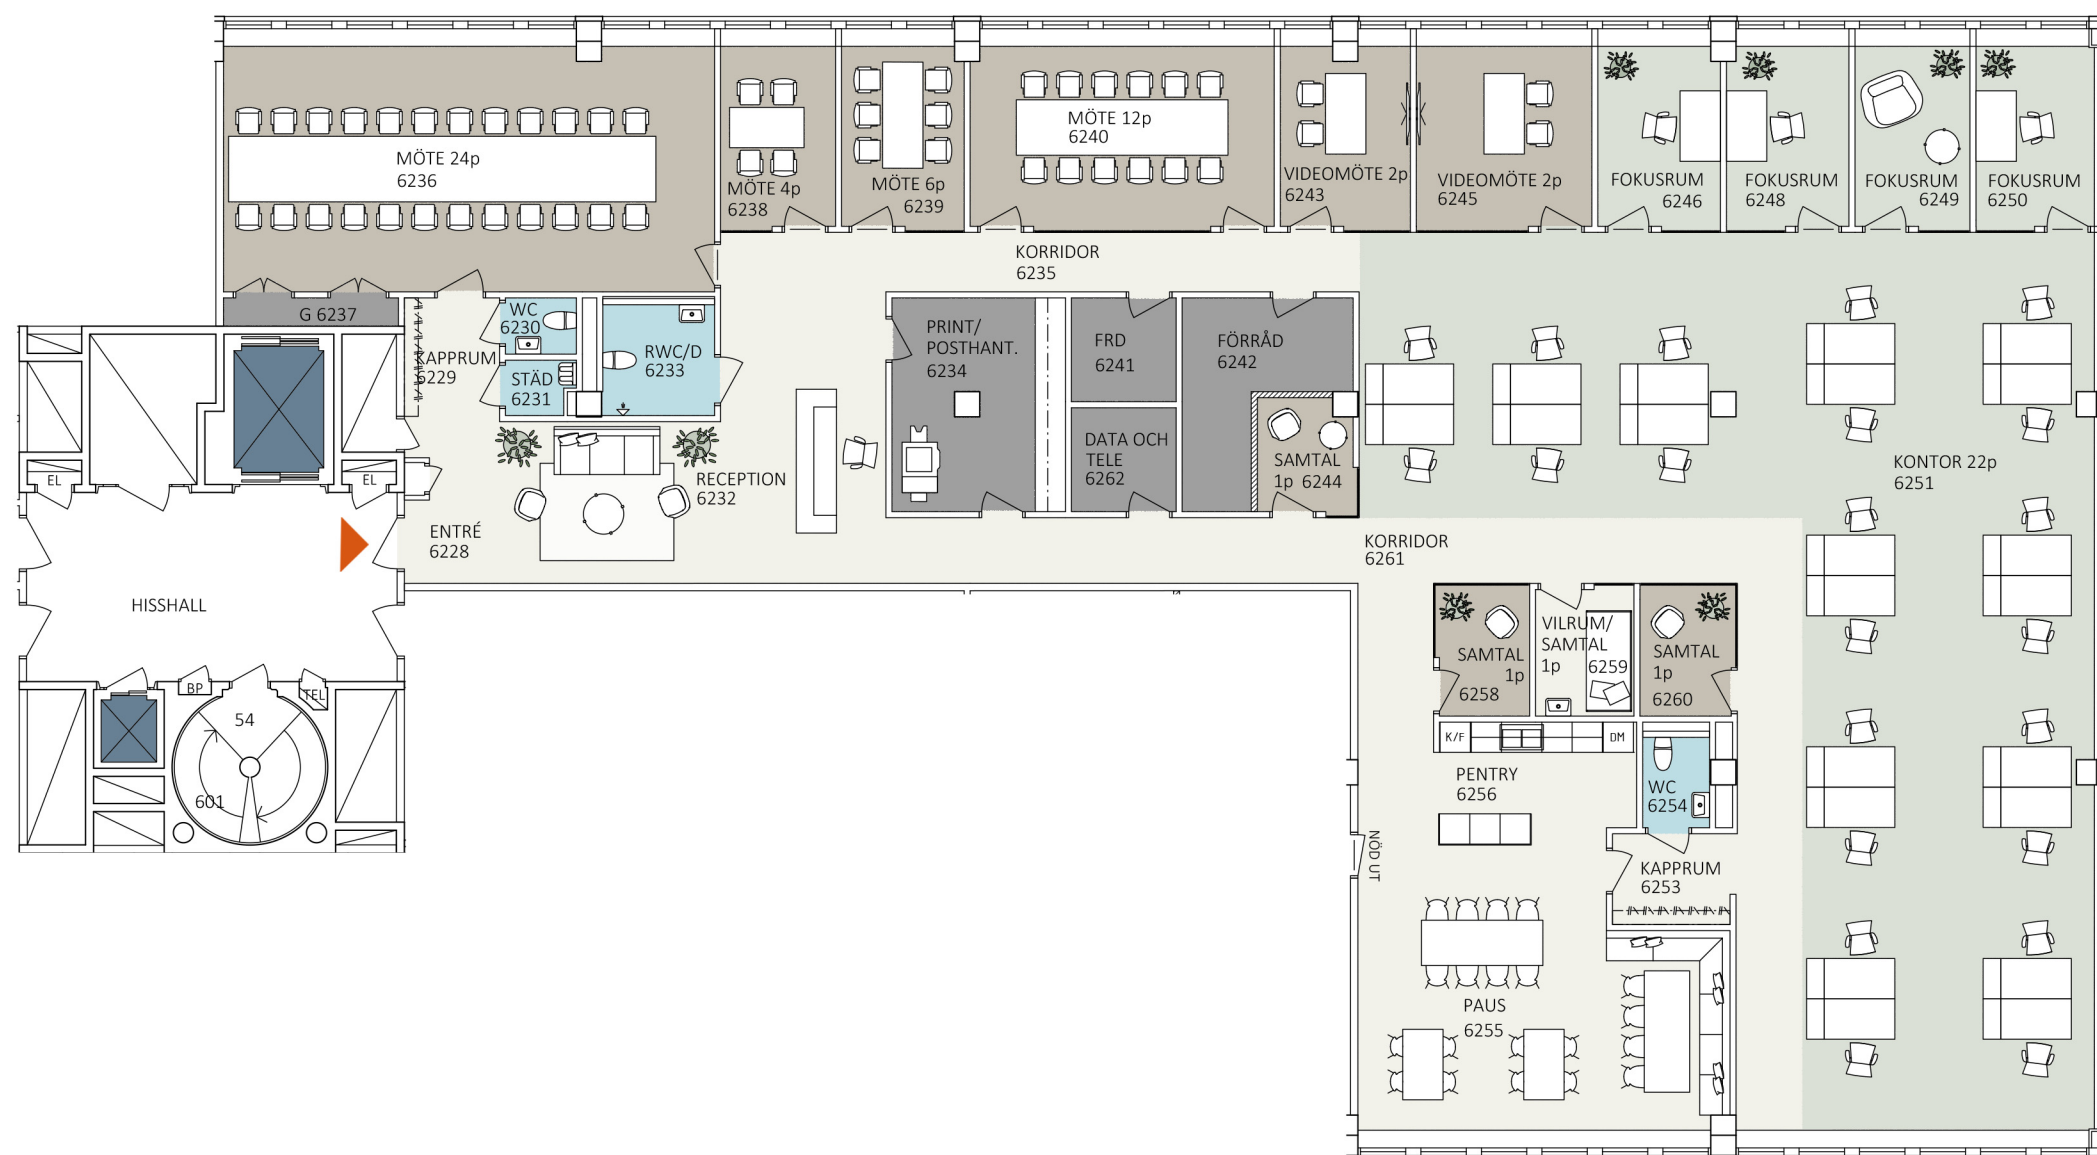 MÖTE 24p
6236
MÖTE 4p
6238
MÖTE 6p
6239
MÖTE 12p
6240
VIDEOMÖTE 2p
6243
VIDEOMÖTE 2p
6245
FOKUSRUM
6246
FOKUSRUM
6248
FOKUSRUM
6249
FOKUSRUM
6250
KORRIDOR
6235
G 6237
WC
6230
KAPPRUM
6229
STÄD
6231
RWC/D
6233
PRINT/
POSTHANT.
6234
FRD
6241
FÖRRÅD
6242
DATA OCH
TELE
6262
SAMTAL
1p 6244
KONTOR 22p
6251
EL
EL
RECEPTION
6232
ENTRÉ
6228
KORRIDOR
6261
HISSHALL
BP
TEL
54
601
SAMTAL
1p
6258
VILRUM/
SAMTAL
1p 6259
SAMTAL
1p
6260
K/F
DM
PENTRY
6256
WC
6254
NÖD UT
KAPPRUM
6253
PAUS
6255